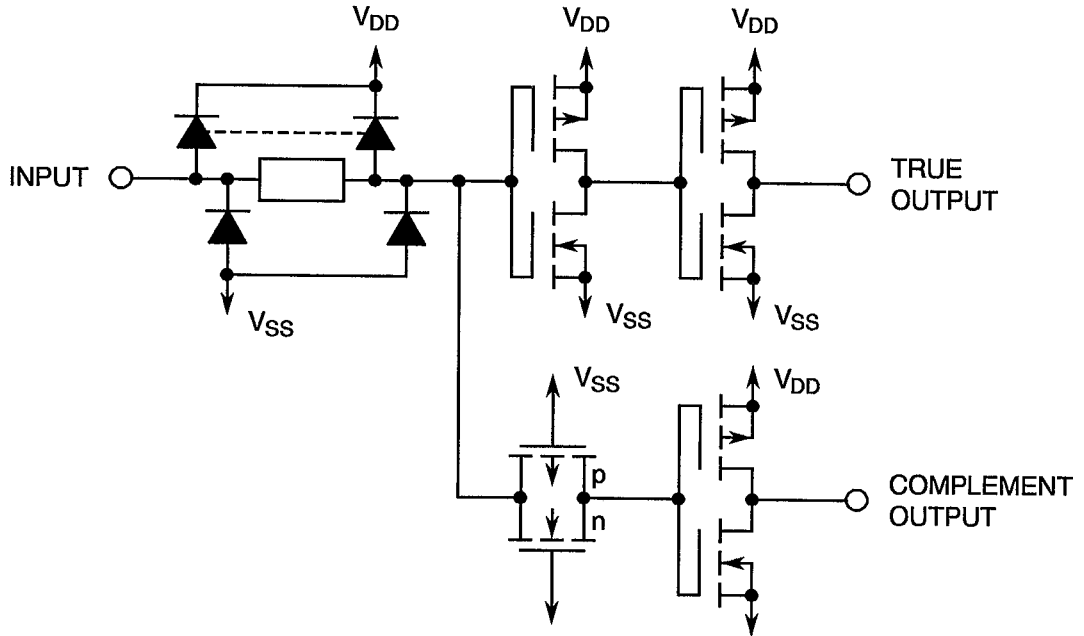 VDD
VDD
VDD
INPUT
TRUE
OUTPUT
VSS
VSS
VSS
VSS
VDD
p
n
COMPLEMENT
OUTPUT